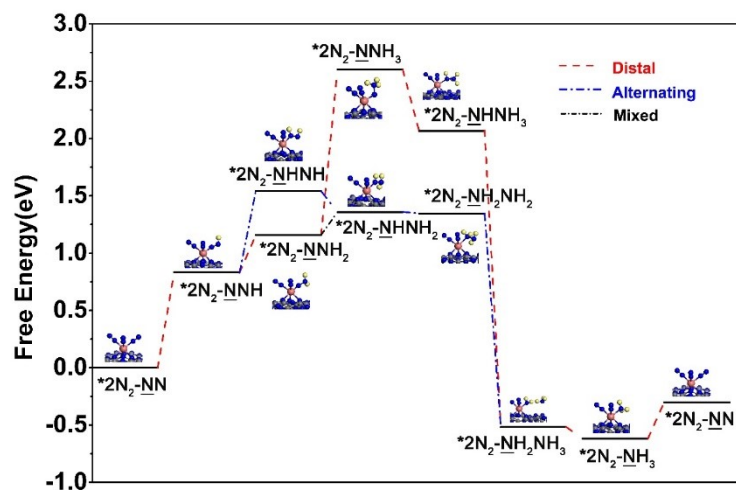 3.0
2.5
2.0
1.5
1.0
0.5
0.0
-0.5
-1.0
Free Energy(eV)
*2N₂-NNH₃
*2N₂-NHNH₃
*2N₂-NHNH
*2N₂-NH₂NH₂
*2N₂-NHNH₂
*2N₂-NNH₂
*2N₂-NNH
*2N₂-NN
*2N₂-NH₂NH₃
*2N₂-NH₃
*2N₂-NN
Distal
Alternating
Mixed